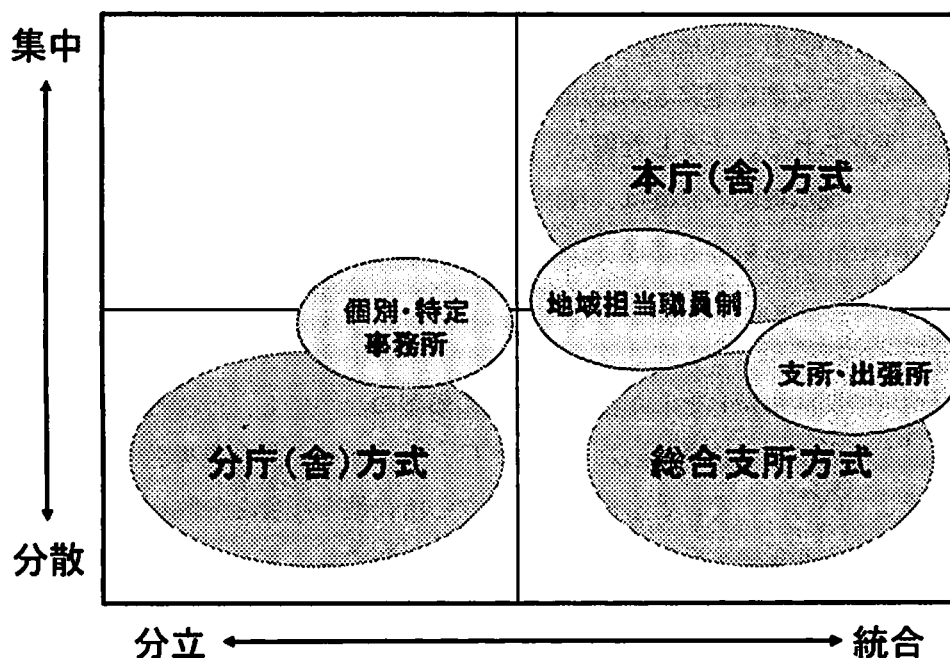 集中
本庁(舎)方式
地域担当職員制
個別・特定
事務所
支所・出張所
分庁(舎)方式
総合支所方式
分散
分立
統合